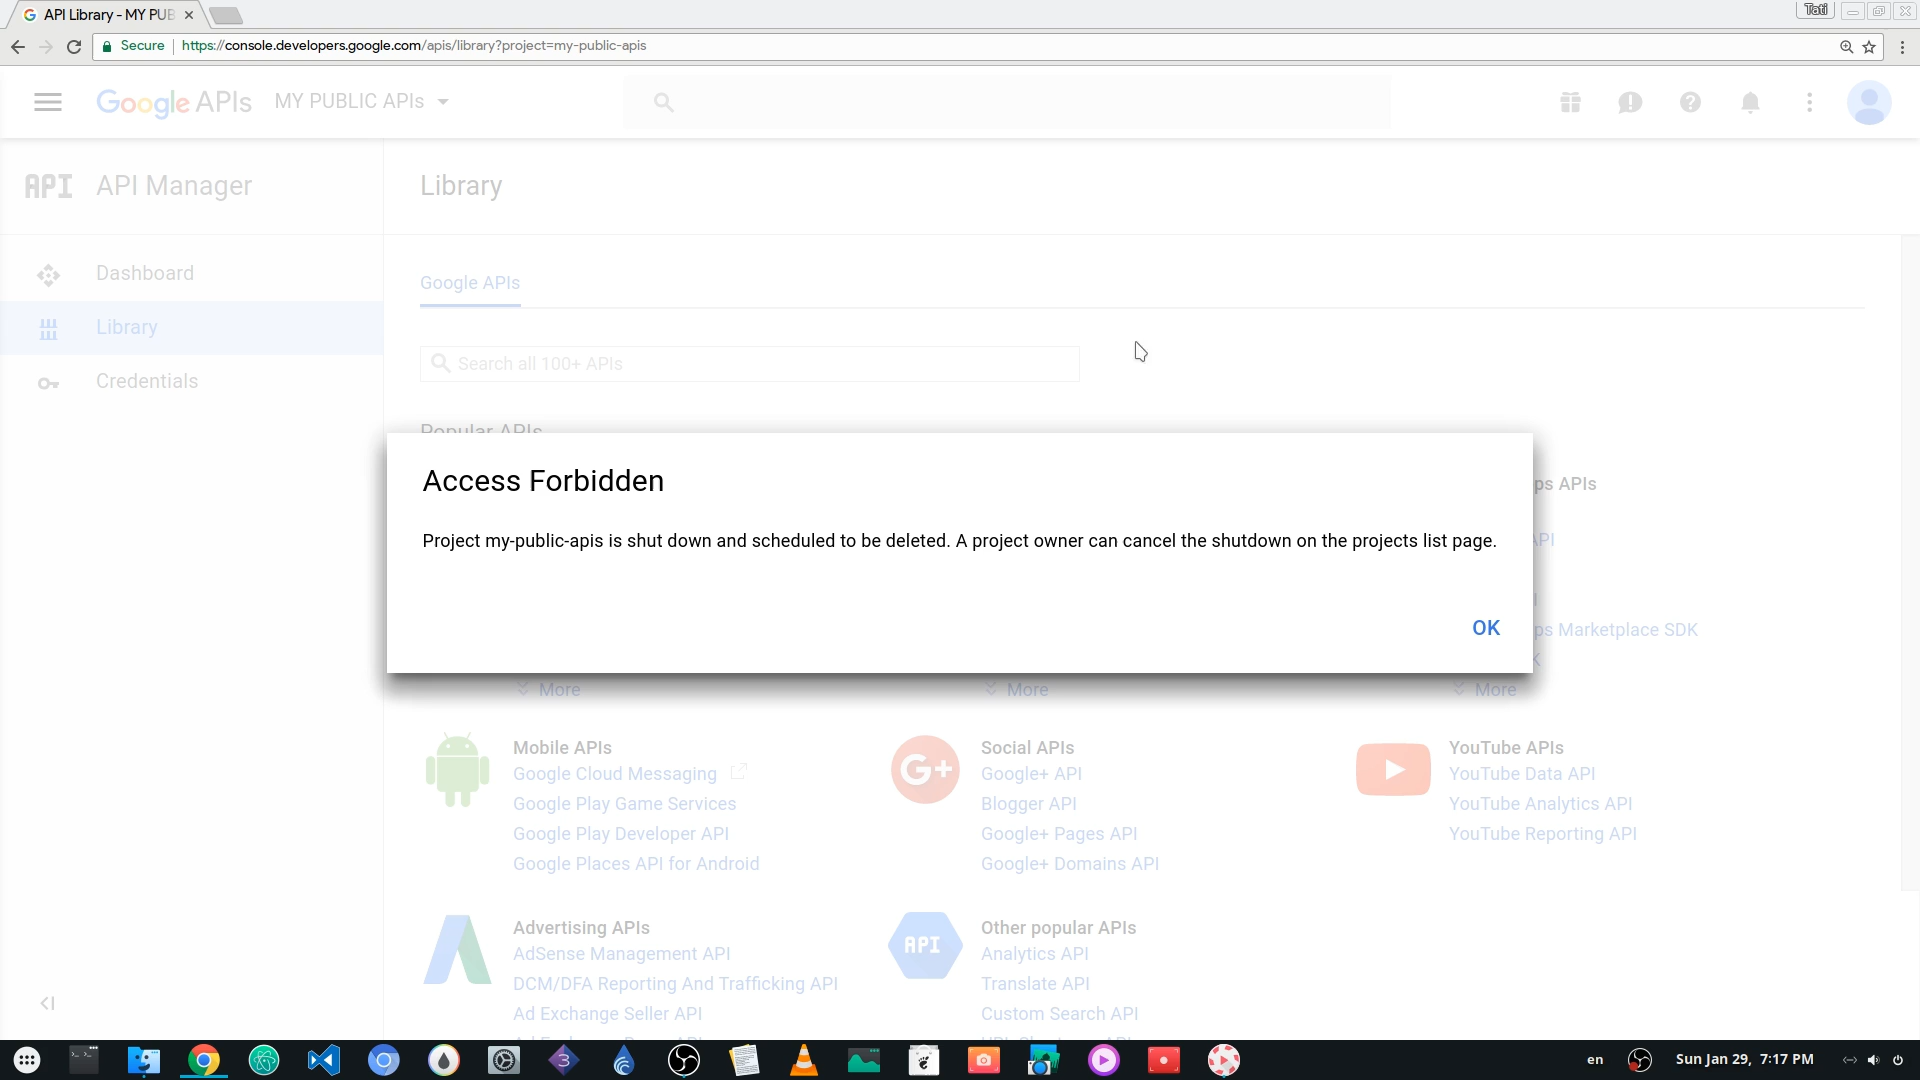 API Library - MY PUB
Tati
Secure
https://console.developers.google.com/apis/library?project=my-public-apis
Google APIs
MY PUBLIC APIs
API
API Manager
Library
Dashboard
Library
Credentials
Google APIs
Search all 100+ APIs
Popular APIs
Access Forbidden
Project my-public-apis is shut down and scheduled to be deleted. A project owner can cancel the shutdown on the projects list page.
OK
ps APIs
API
ps Marketplace SDK
K
More
More
More
Mobile APIs
Google Cloud Messaging
Google Play Game Services
Google Play Developer API
Google Places API for Android
G+
Social APIs
Google+ API
Blogger API
Google+ Pages API
Google+ Domains API
YouTube APIs
YouTube Data API
YouTube Analytics API
YouTube Reporting API
Advertising APIs
AdSense Management API
DCM/DFA Reporting And Trafficking API
Ad Exchange Seller API
API
Other popular APIs
Analytics API
Translate API
Custom Search API
3
en
Sun Jan 29, 7:17 PM